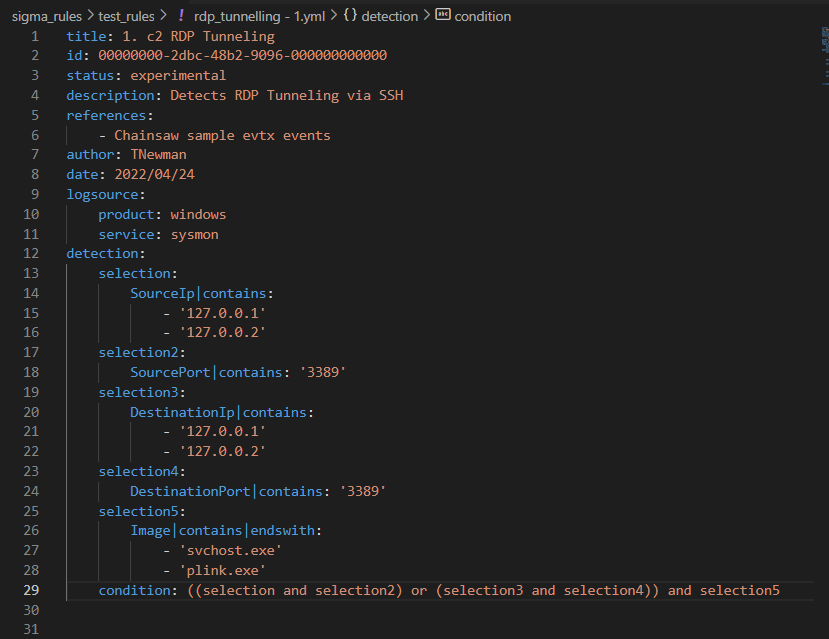 sigma_rules > test_rules > ! rdp_tunnelling - 1.yml > {} detection > abc condition
1 title: 1. c2 RDP Tunneling
2 id: 00000000-2dbc-48b2-9096-000000000000
3 status: experimental
4 description: Detects RDP Tunneling via SSH
5 references:
6     - Chainsaw sample evtx events
7 author: TNewman
8 date: 2022/04/24
9 logsource:
10     product: windows
11     service: sysmon
12 detection:
13     selection:
14         SourceIp|contains:
15             - '127.0.0.1'
16             - '127.0.0.2'
17     selection2:
18         SourcePort|contains: '3389'
19     selection3:
20         DestinationIp|contains:
21             - '127.0.0.1'
22             - '127.0.0.2'
23     selection4:
24         DestinationPort|contains: '3389'
25     selection5:
26         Image|contains|endswith:
27             - 'svchost.exe'
28             - 'plink.exe'
29     condition: ((selection and selection2) or (selection3 and selection4)) and selection5
30
31